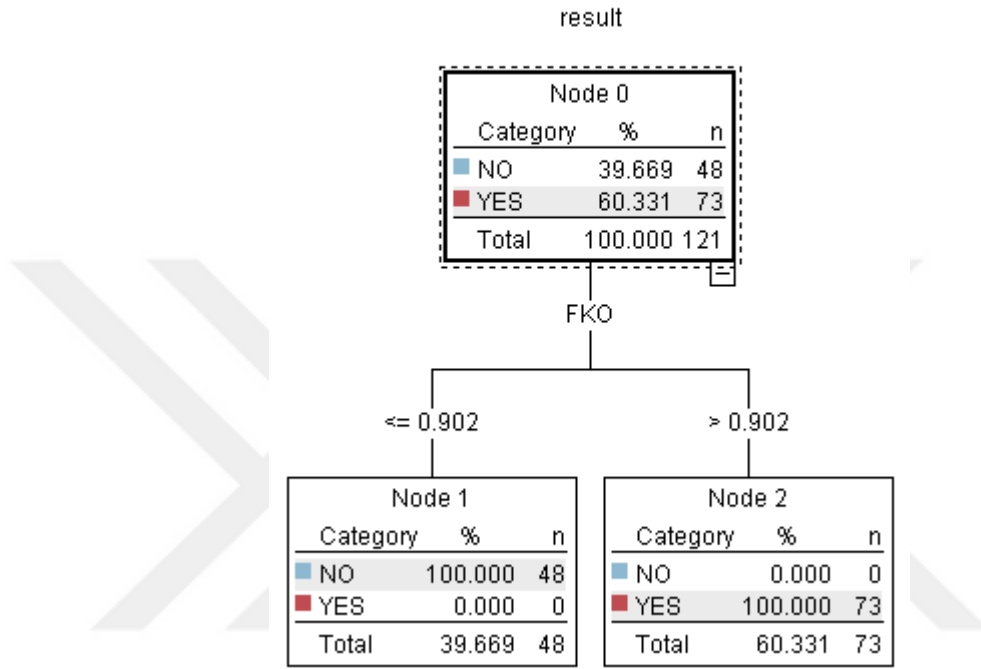 result
Node 0
Category % n
NO 39.669 48
YES 60.331 73
Total 100.000 121
FKO
<= 0.902
> 0.902
Node 1
Category % n
NO 100.000 48
YES 0.000 0
Total 39.669 48
Node 2
Category % n
NO 0.000 0
YES 100.000 73
Total 60.331 73